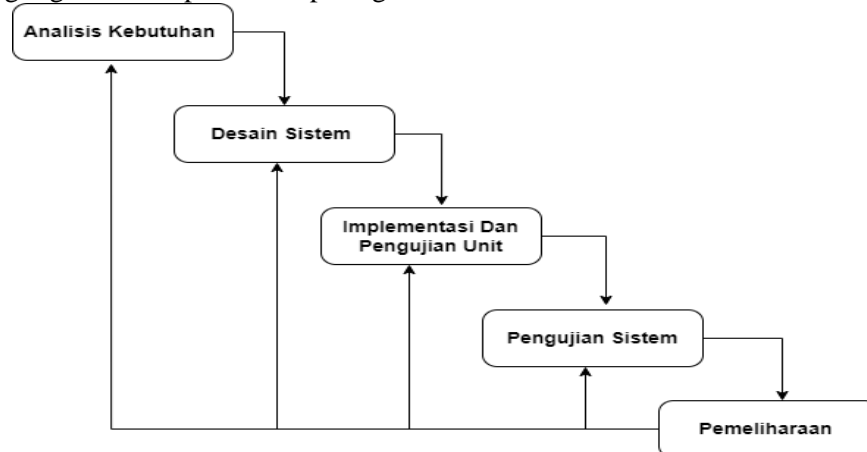 Analisis Kebutuhan
Desain Sistem
Implementasi Dan
Pengujian Unit
Pengujian Sistem
Pemeliharaan